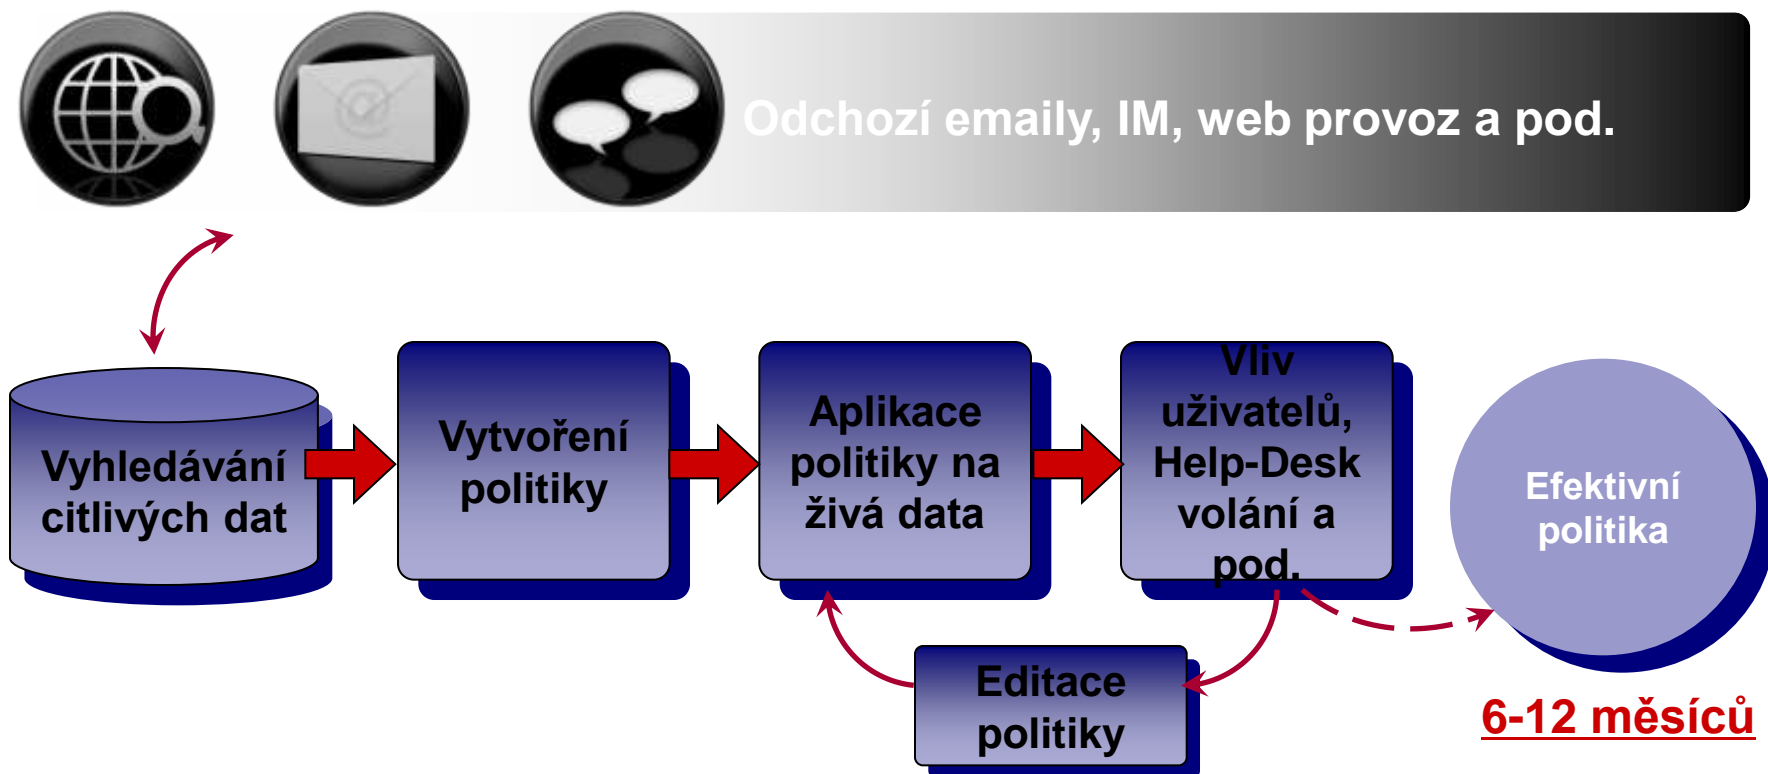 Odchozí emaily, IM, web provoz a pod.
Vyhledávání
citlivých dat
Vytvoření
politiky
Aplikace
politiky na
živá data
Vliv
uživatelů,
Help-Desk
volání a
pod.
Efektivní
politika
Editace
politiky
6-12 měsíců